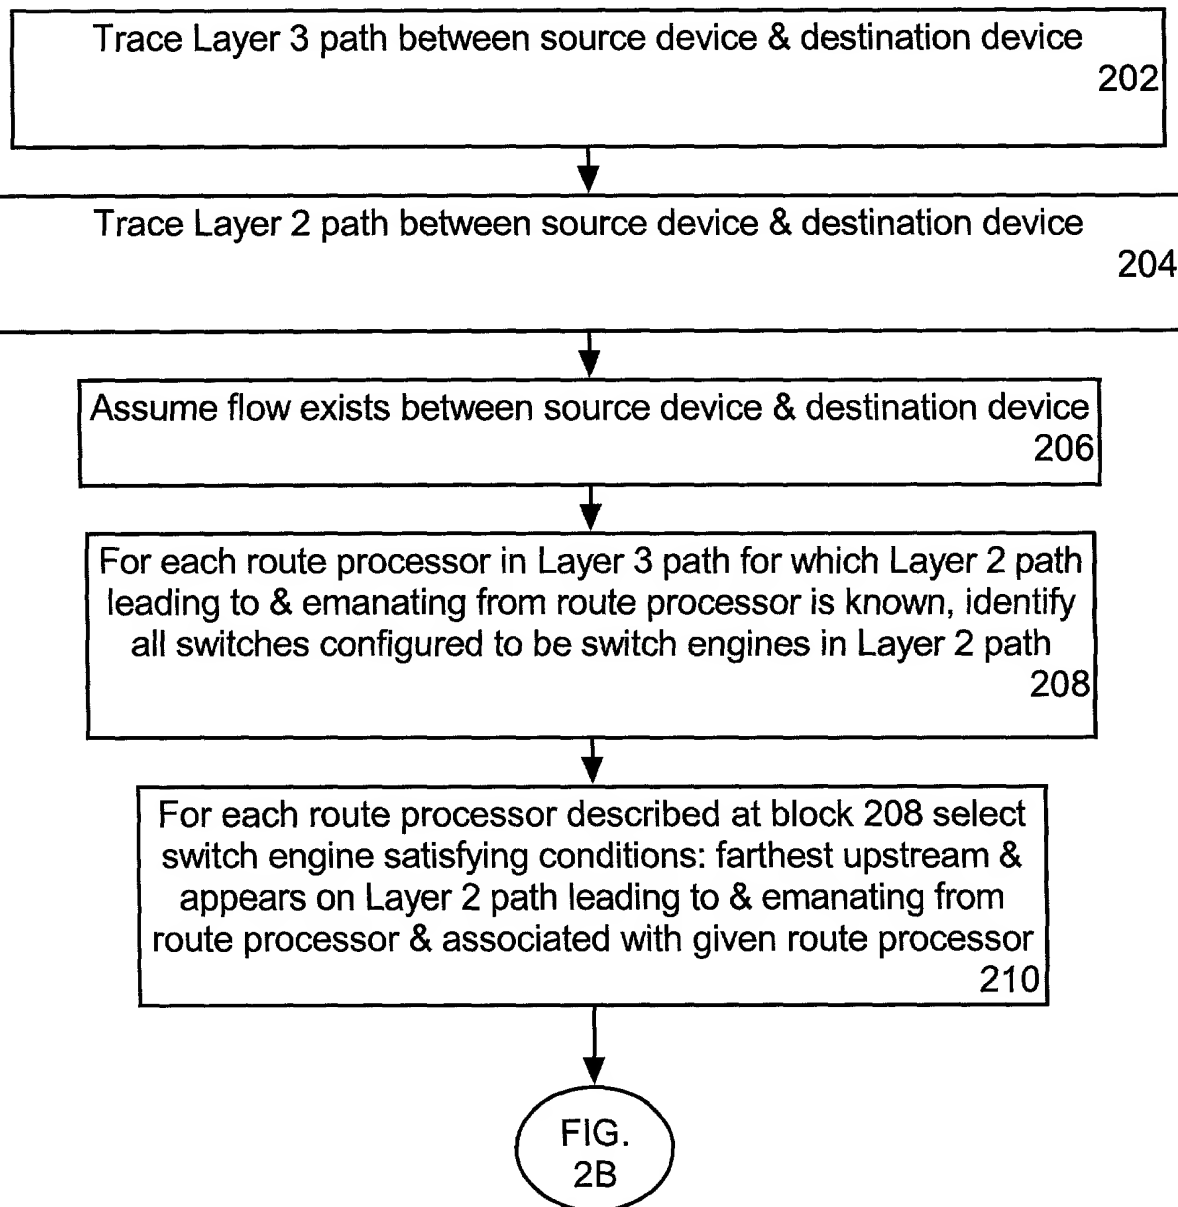 Trace Layer 3 path between source device & destination device
202
Trace Layer 2 path between source device & destination device
204
Assume flow exists between source device & destination device
206
For each route processor in Layer 3 path for which Layer 2 path
leading to & emanating from route processor is known, identify
all switches configured to be switch engines in Layer 2 path
208
For each route processor described at block 208 select
switch engine satisfying conditions: farthest upstream &
appears on Layer 2 path leading to & emanating from
route processor & associated with given route processor
210
FIG.
2B